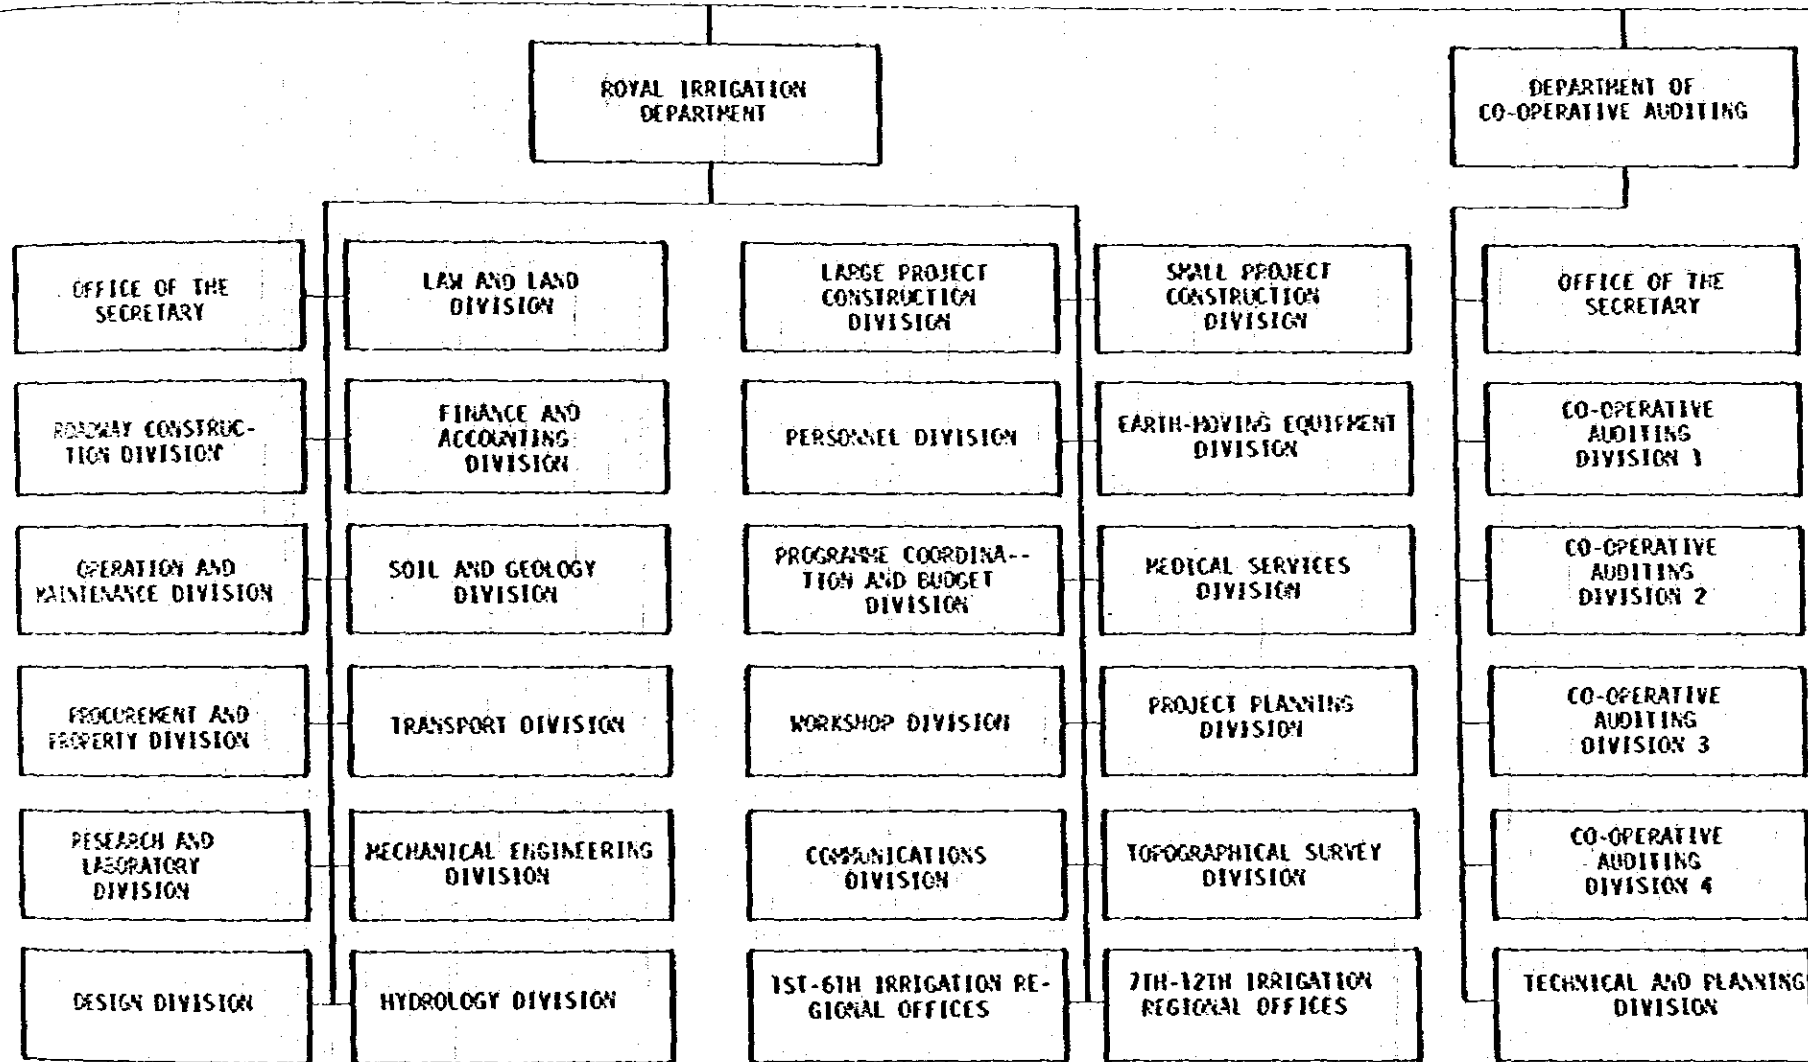 ROYAL IRRIGATION
DEPARTMENT
DEPARTMENT OF
CO-OPERATIVE AUDITING
OFFICE OF THE
SECRETARY
LAW AND LAND
DIVISION
LARGE PROJECT
CONSTRUCTION
DIVISION
SMALL PROJECT
CONSTRUCTION
DIVISION
OFFICE OF THE
SECRETARY
ROADWAY CONSTRUC-
TION DIVISION
FINANCE AND
ACCOUNTING
DIVISION
PERSONNEL DIVISION
EARTH-MOVING EQUIPMENT
DIVISION
CO-OPERATIVE
AUDITING
DIVISION 1
OPERATION AND
MAINTENANCE DIVISION
SOIL AND GEOLOGY
DIVISION
PROGRAMME COORDINA--
TION AND BUDGET
DIVISION
MEDICAL SERVICES
DIVISION
CO-OPERATIVE
AUDITING
DIVISION 2
PROCUREMENT AND
PROPERTY DIVISION
TRANSPORT DIVISION
WORKSHOP DIVISION
PROJECT PLANNING
DIVISION
CO-OPERATIVE
AUDITING
DIVISION 3
RESEARCH AND
LABORATORY
DIVISION
MECHANICAL ENGINEERING
DIVISION
COMMUNICATIONS
DIVISION
TOPOGRAPHICAL SURVEY
DIVISION
CO-OPERATIVE
AUDITING
DIVISION 4
DESIGN DIVISION
HYDROLOGY DIVISION
1ST-6TH IRRIGATION RE-
GIONAL OFFICES
7TH-12TH IRRIGATION
REGIONAL OFFICES
TECHNICAL AND PLANNING
DIVISION